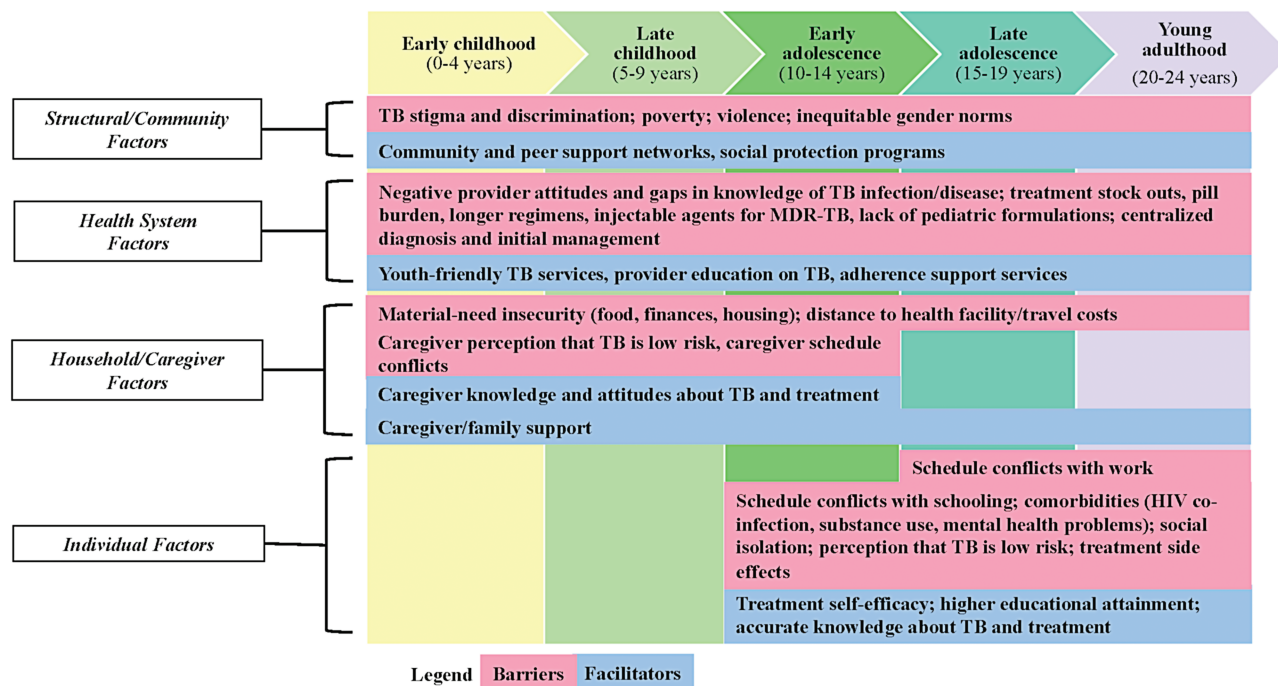 Early childhood
(0-4 years)
Late
childhood
(5-9 years)
Early
adolescence
(10-14 years)
Late
adolescence
(15-19 years)
Young
adulthood
(20-24 years)
Structural/Community
Factors
TB stigma and discrimination; poverty; violence; inequitable gender norms
Community and peer support networks, social protection programs
Health System
Factors
Negative provider attitudes and gaps in knowledge of TB infection/disease; treatment stock outs, pill
burden, longer regimens, injectable agents for MDR-TB, lack of pediatric formulations; centralized
diagnosis and initial management
Youth-friendly TB services, provider education on TB, adherence support services
Household/Caregiver
Factors
Material-need insecurity (food, finances, housing); distance to health facility/travel costs
Caregiver perception that TB is low risk, caregiver schedule
conflicts
Caregiver knowledge and attitudes about TB and treatment
Caregiver/family support
Individual Factors
Schedule conflicts with work
Schedule conflicts with schooling; comorbidities (HIV co-
infection, substance use, mental health problems); social
isolation; perception that TB is low risk; treatment side
effects
Treatment self-efficacy; higher educational attainment;
accurate knowledge about TB and treatment
Legend Barriers Facilitators